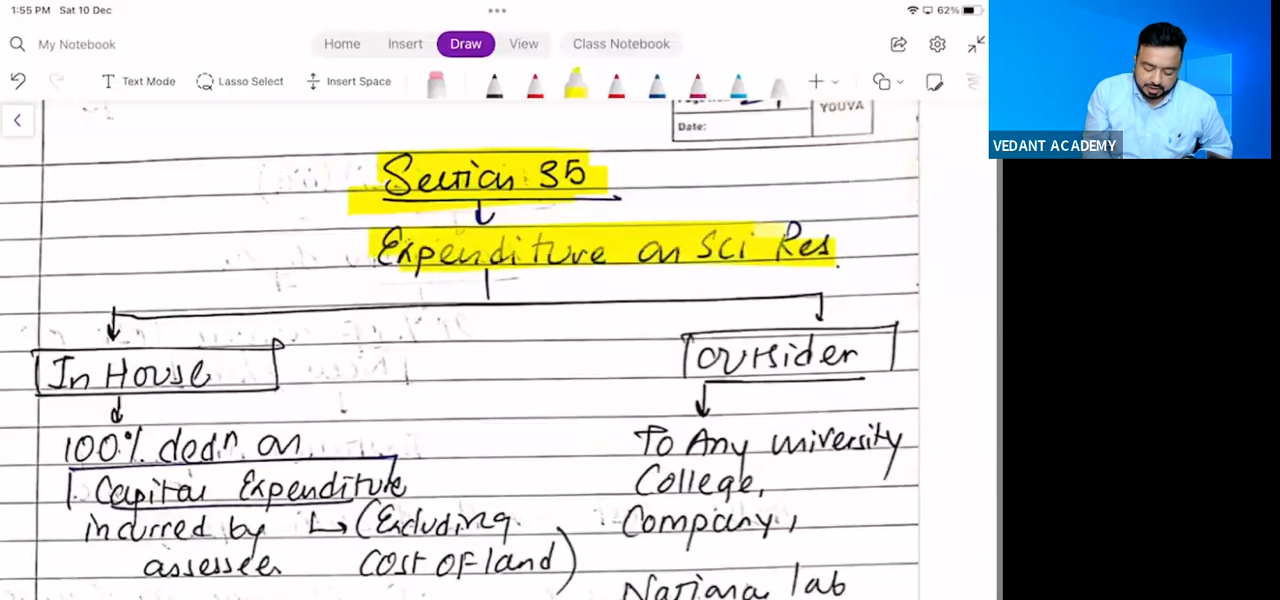 1:55 PM Sat 10 Dec
62%
My Notebook
Home Insert Draw View Class Notebook
Text Mode Lasso Select Insert Space
YOUVA
Date:
VEDANT ACADEMY
Section 35
Expenditure on Sci Res.
In House
Outsider
100% dedn on
1. Capital Expenditure
incurred by (Excluding
assessee cost of land)
To Any university
College,
Company,
National lab